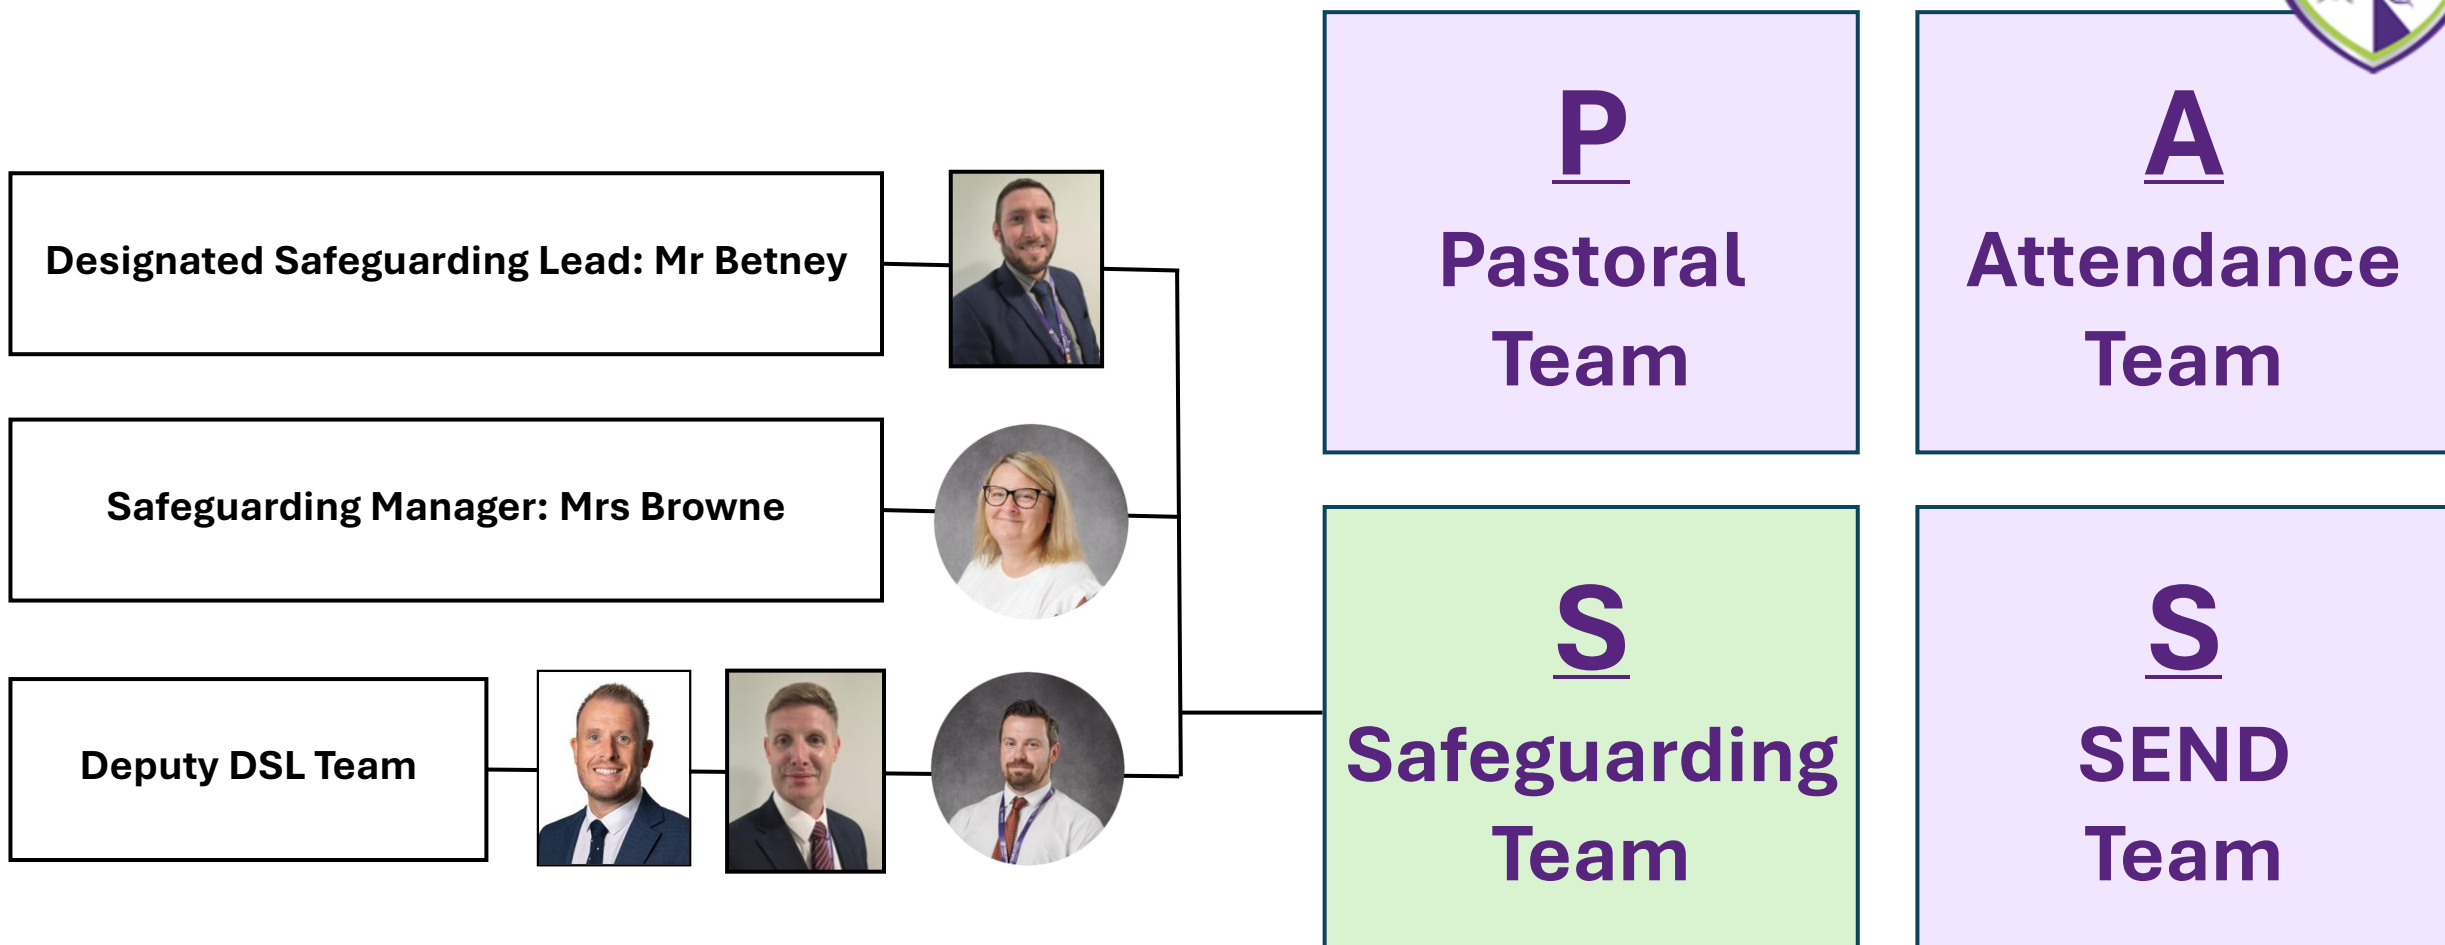 Designated Safeguarding Lead: Mr Betney
Safeguarding Manager: Mrs Browne
Deputy DSL Team
P
Pastoral
Team
A
Attendance
Team
S
Safeguarding
Team
S
SEND
Team